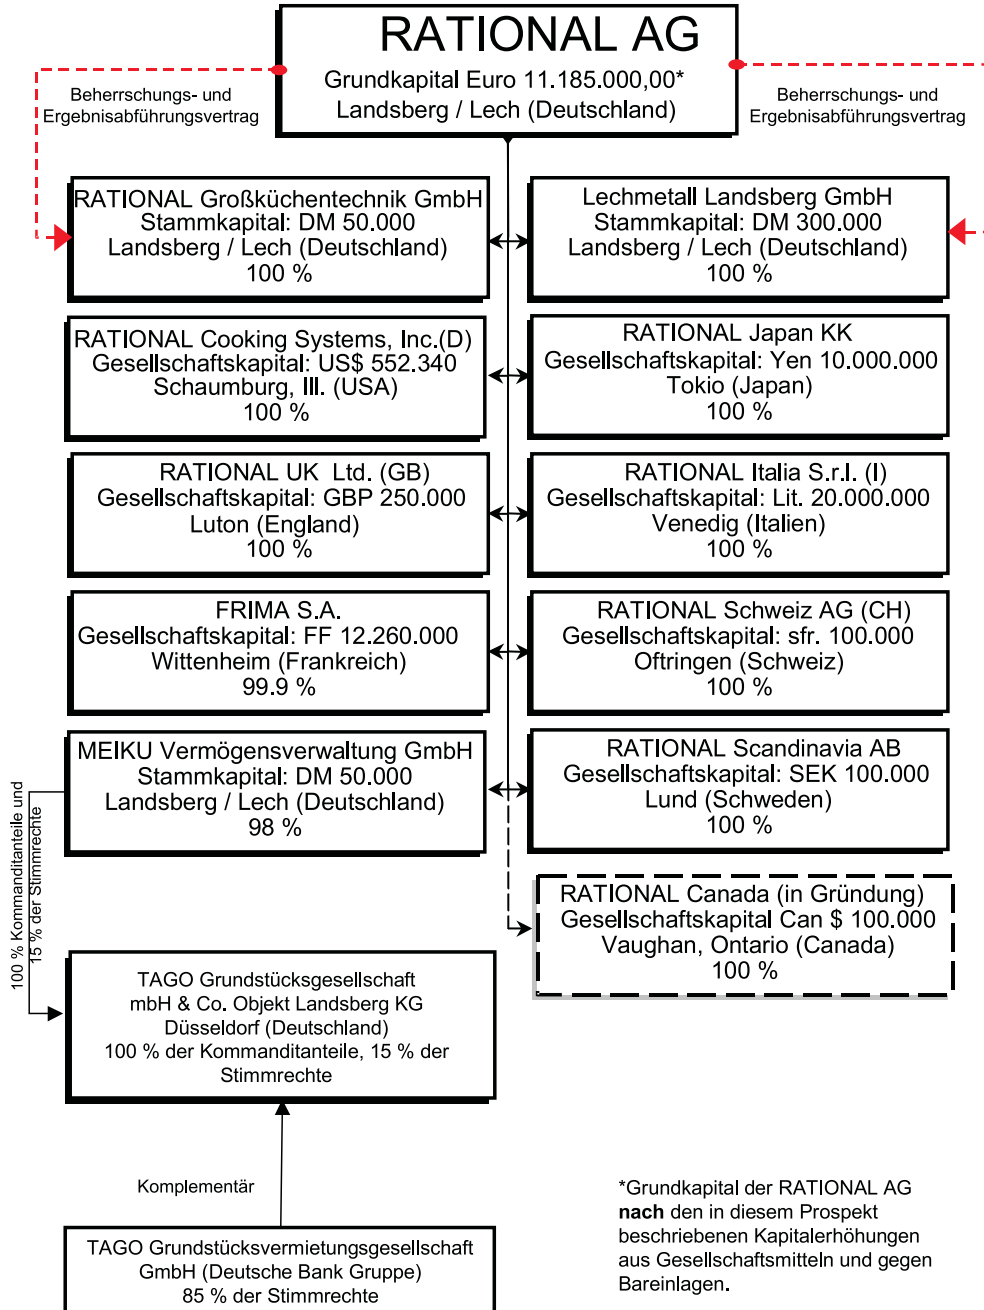 RATIONAL AG
Grundkapital Euro 11.185.000,00*
Landsberg / Lech (Deutschland)
Beherrschungs- und
Ergebnisabführungsvertrag
Beherrschungs- und
Ergebnisabführungsvertrag
RATIONAL Großküchentechnik GmbH
Stammkapital: DM 50.000
Landsberg / Lech (Deutschland)
100 %
Lechmetall Landsberg GmbH
Stammkapital: DM 300.000
Landsberg / Lech (Deutschland)
100 %
RATIONAL Cooking Systems, Inc.(D)
Gesellschaftskapital: US$ 552.340
Schaumburg, Ill. (USA)
100 %
RATIONAL Japan KK
Gesellschaftskapital: Yen 10.000.000
Tokio (Japan)
100 %
RATIONAL UK Ltd. (GB)
Gesellschaftskapital: GBP 250.000
Luton (England)
100 %
RATIONAL Italia S.r.l. (I)
Gesellschaftskapital: Lit. 20.000.000
Venedig (Italien)
100 %
FRIMA S.A.
Gesellschaftskapital: FF 12.260.000
Wittenheim (Frankreich)
99.9 %
RATIONAL Schweiz AG (CH)
Gesellschaftskapital: sfr. 100.000
Oftringen (Schweiz)
100 %
MEIKU Vermögensverwaltung GmbH
Stammkapital: DM 50.000
Landsberg / Lech (Deutschland)
98 %
RATIONAL Scandinavia AB
Gesellschaftskapital: SEK 100.000
Lund (Schweden)
100 %
100 % Kommanditanteile und
15 % der Stimmrechte
RATIONAL Canada (in Gründung)
Gesellschaftskapital Can $ 100.000
Vaughan, Ontario (Canada)
100 %
TAGO Grundstücksgesellschaft
mbH & Co. Objekt Landsberg KG
Düsseldorf (Deutschland)
100 % der Kommanditanteile, 15 % der
Stimmrechte
Komplementär
TAGO Grundstücksvermietungsgesellschaft
GmbH (Deutsche Bank Gruppe)
85 % der Stimmrechte
*Grundkapital der RATIONAL AG
nach den in diesem Prospekt
beschriebenen Kapitalerhöhungen
aus Gesellschaftsmitteln und gegen
Bareinlagen.